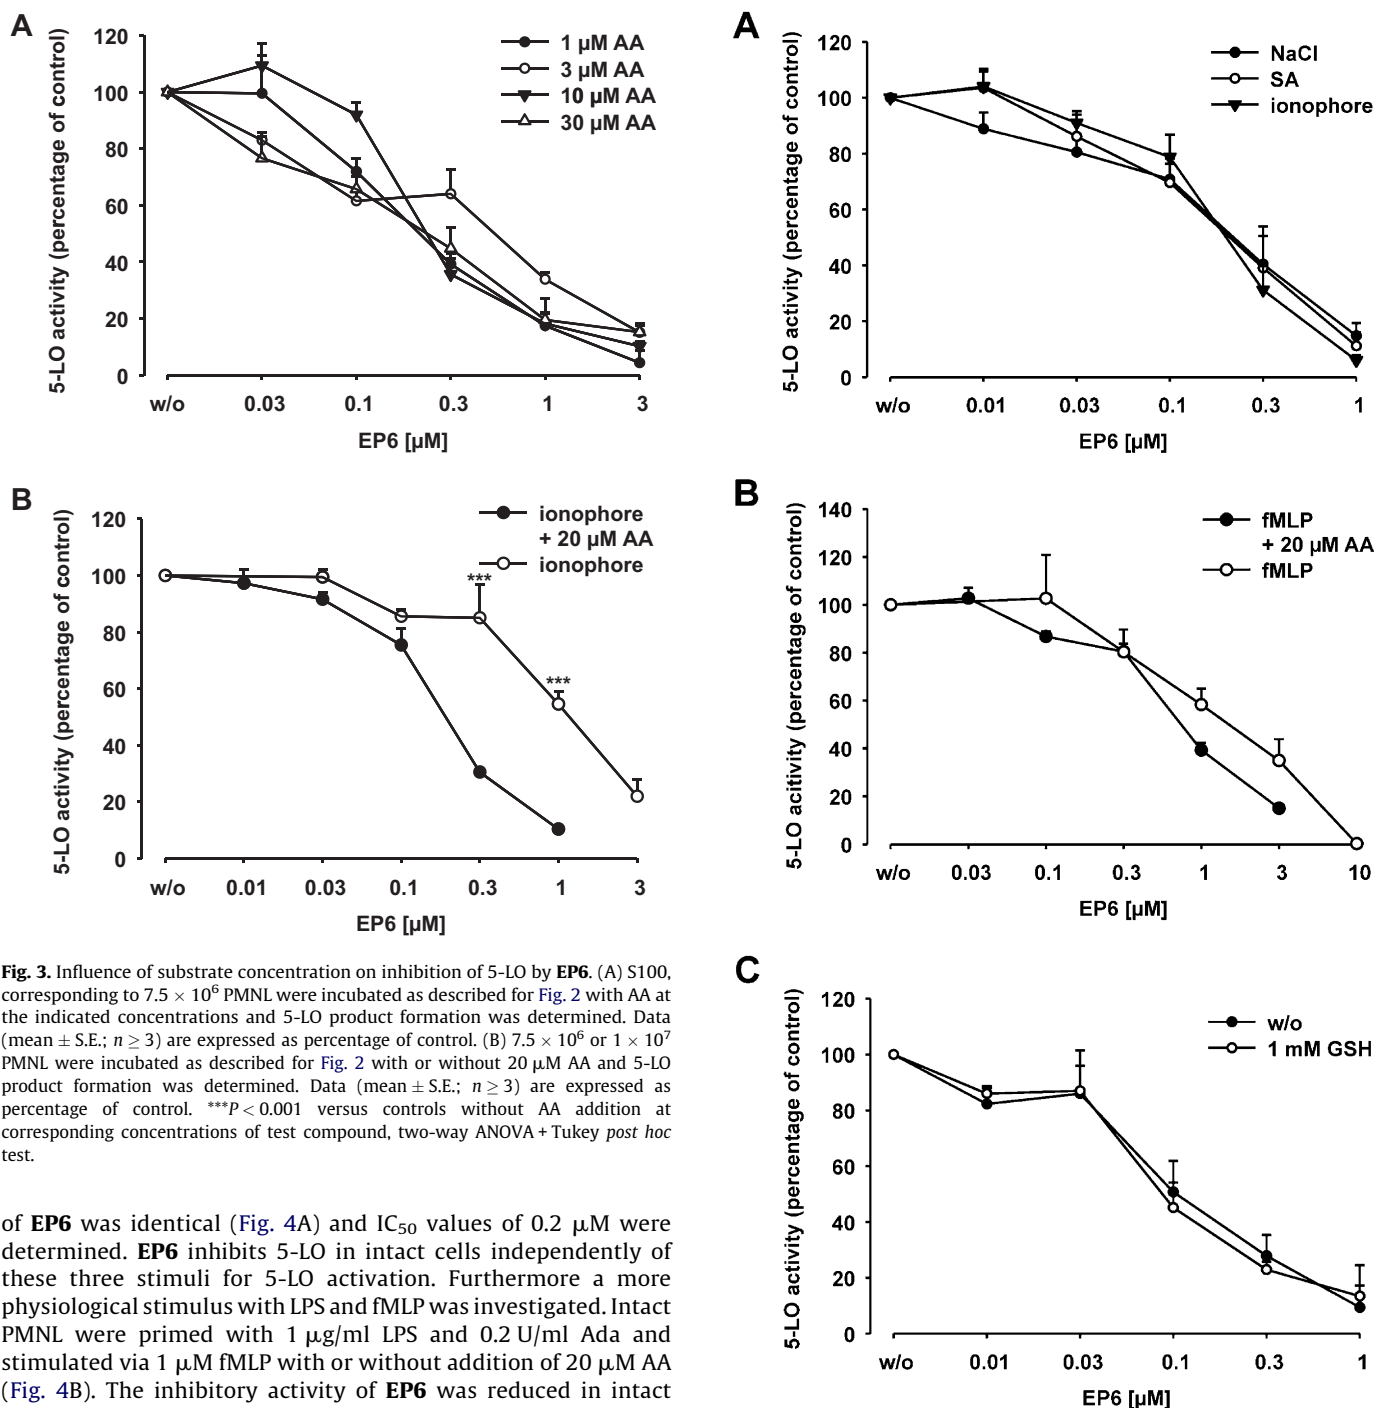 A
5-LO activity (percentage of control)
120
100
80
60
40
20
0
1 µM AA
3 µM AA
10 µM AA
30 µM AA
w/o 0.03 0.1 0.3 1 3
EP6 [µM]
B
5-LO activity (percentage of control)
120
100
80
60
40
20
0
ionophore
+ 20 µM AA
ionophore
***
***
w/o 0.01 0.03 0.1 0.3 1 3
EP6 [µM]
Fig. 3. Influence of substrate concentration on inhibition of 5-LO by EP6. (A) S100,
corresponding to 7.5 × 10⁶ PMNL were incubated as described for Fig. 2 with AA at
the indicated concentrations and 5-LO product formation was determined. Data
(mean ± S.E.; n ≥ 3) are expressed as percentage of control. (B) 7.5 × 10⁶ or 1 × 10⁷
PMNL were incubated as described for Fig. 2 with or without 20 µM AA and 5-LO
product formation was determined. Data (mean ± S.E.; n ≥ 3) are expressed as
percentage of control. ***P < 0.001 versus controls without AA addition at
corresponding concentrations of test compound, two-way ANOVA + Tukey post hoc
test.
of EP6 was identical (Fig. 4A) and IC₅₀ values of 0.2 µM were
determined. EP6 inhibits 5-LO in intact cells independently of
these three stimuli for 5-LO activation. Furthermore a more
physiological stimulus with LPS and fMLP was investigated. Intact
PMNL were primed with 1 µg/ml LPS and 0.2 U/ml Ada and
stimulated via 1 µM fMLP with or without addition of 20 µM AA
(Fig. 4B). The inhibitory activity of EP6 was reduced in intact
A
5-LO activity (percentage of control)
120
100
80
60
40
20
0
NaCl
SA
ionophore
w/o 0.01 0.03 0.1 0.3 1
EP6 [µM]
B
5-LO acitivity (percentage of control)
140
120
100
80
60
40
20
0
fMLP
+ 20 µM AA
fMLP
w/o 0.03 0.1 0.3 1 3 10
EP6 [µM]
C
5-LO activity (percentage of control)
120
100
80
60
40
20
0
w/o
1 mM GSH
w/o 0.01 0.03 0.1 0.3 1
EP6 [µM]